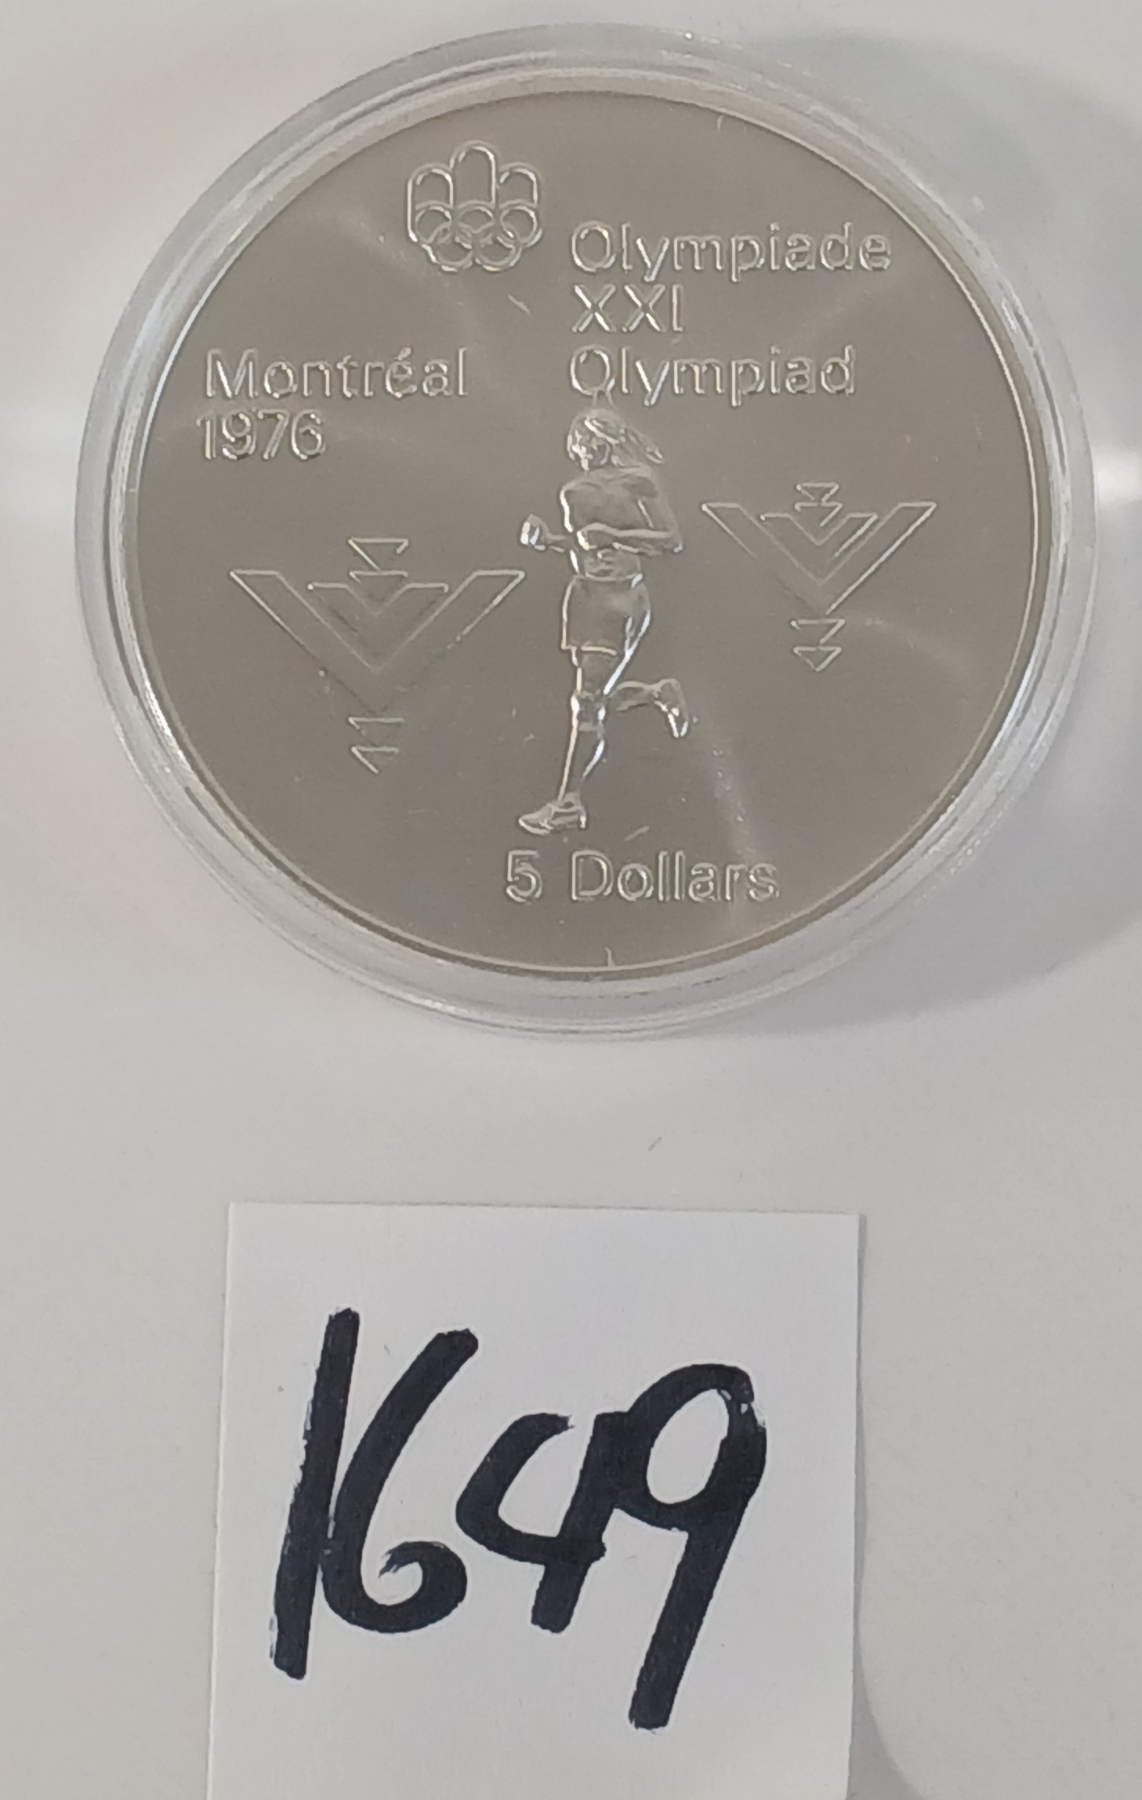 Olympiade
XXI
Olympiad
Montréal
1976
5 Dollars
1649